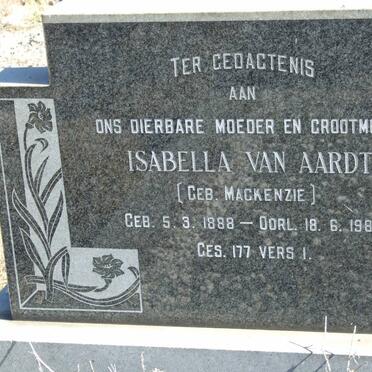 TER GEDAGTENIS
AAN
ONS DIERBARE MOEDER EN
ISABELLA VAN AARDT
(GEB. MACKENZIE)
GEB. 5. 3. 1888 – OORL. 18. 6.
GES. 177 VERS 1.